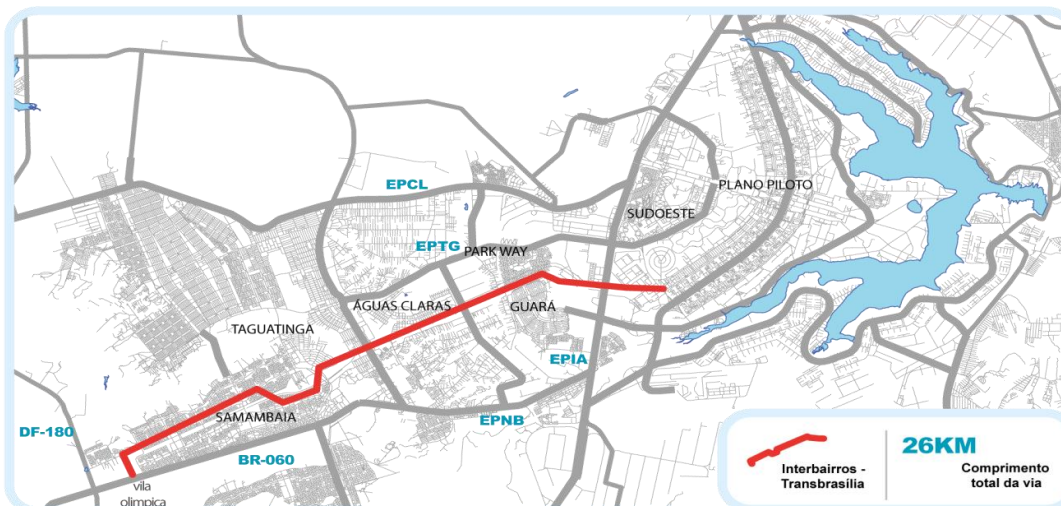 EPCL
PLANO PILOTO
SUDOESTE
EPTG
PARK WAY
ÁGUAS CLARAS
GUARÁ
TAGUATINGA
EPIA
SAMAMBAIA
EPNB
DF-180
BR-060
vila
olimpica
Interbairros -
Transbrasília
26KM
Comprimento
total da via